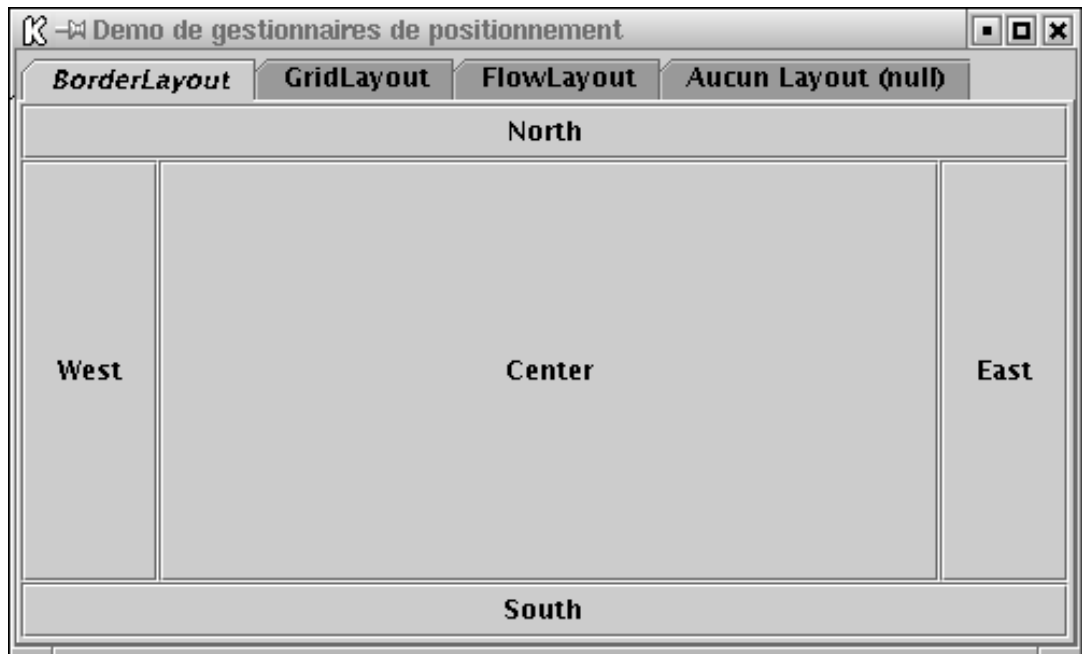 Demo de gestionnaires de positionnement
BorderLayout GridLayout FlowLayout Aucun Layout (null)
North
West Center East
South